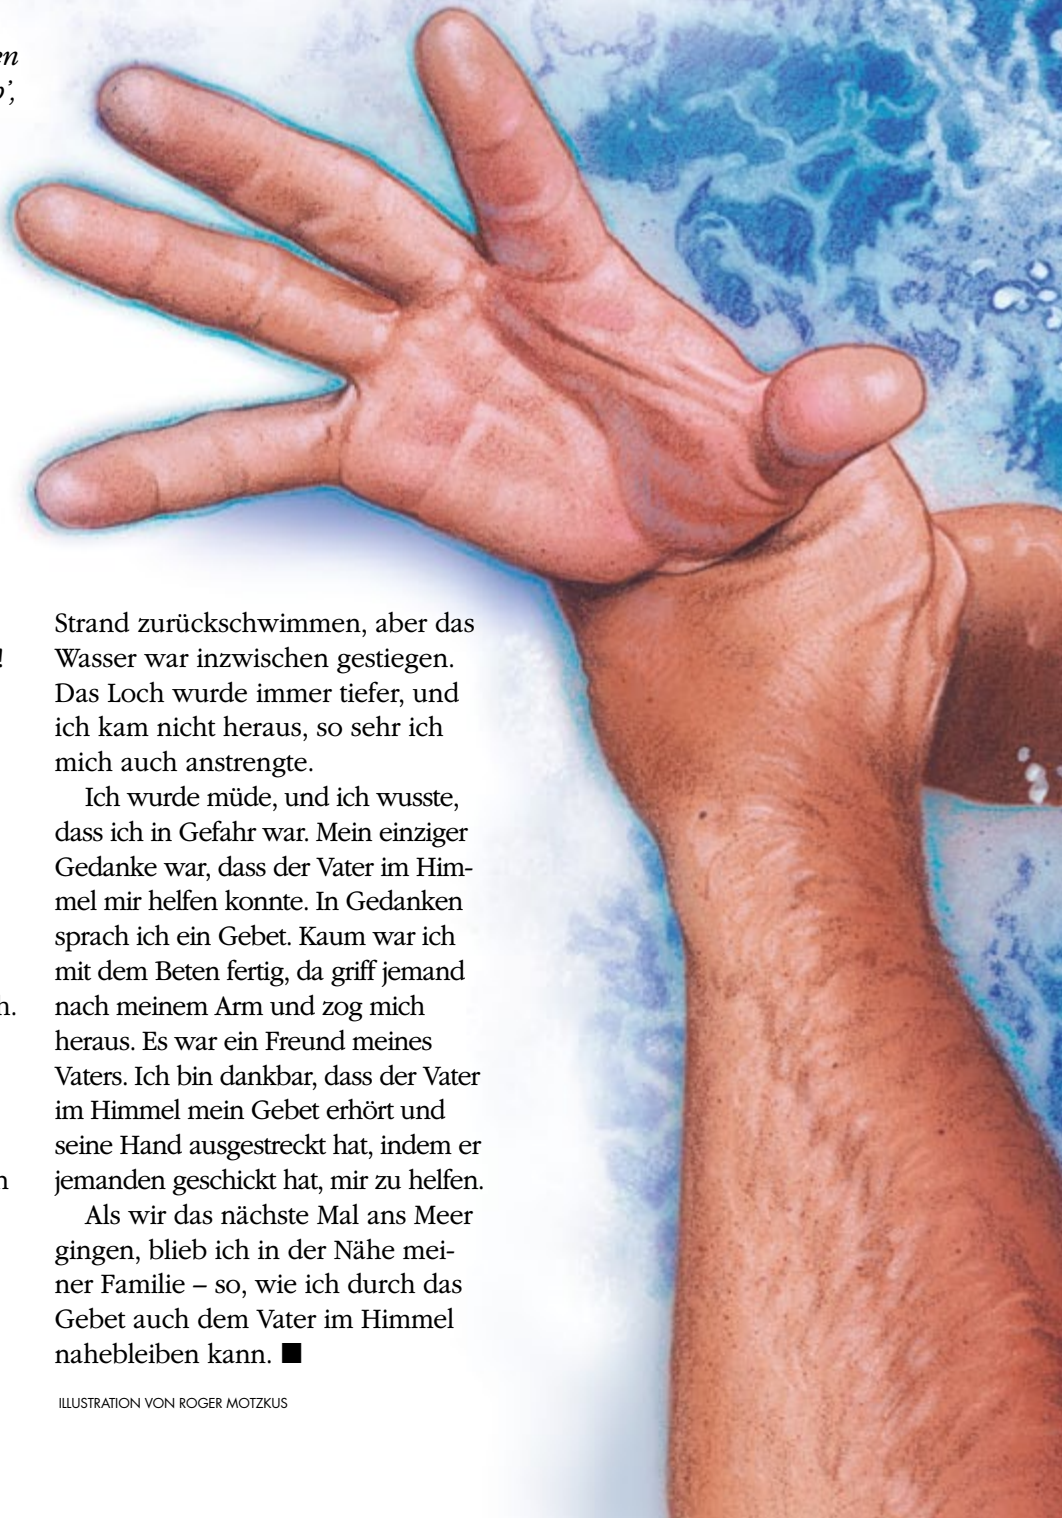 en
’,
!
h.
n
Strand zurückschwimmen, aber das
Wasser war inzwischen gestiegen.
Das Loch wurde immer tiefer, und
ich kam nicht heraus, so sehr ich
mich auch anstrengte.
Ich wurde müde, und ich wusste,
dass ich in Gefahr war. Mein einziger
Gedanke war, dass der Vater im Him-
mel mir helfen konnte. In Gedanken
sprach ich ein Gebet. Kaum war ich
mit dem Beten fertig, da griff jemand
nach meinem Arm und zog mich
heraus. Es war ein Freund meines
Vaters. Ich bin dankbar, dass der Vater
im Himmel mein Gebet erhört und
seine Hand ausgestreckt hat, indem er
jemanden geschickt hat, mir zu helfen.
Als wir das nächste Mal ans Meer
gingen, blieb ich in der Nähe mei-
ner Familie – so, wie ich durch das
Gebet auch dem Vater im Himmel
nahebleiben kann. ■
ILLUSTRATION VON ROGER MOTZKUS